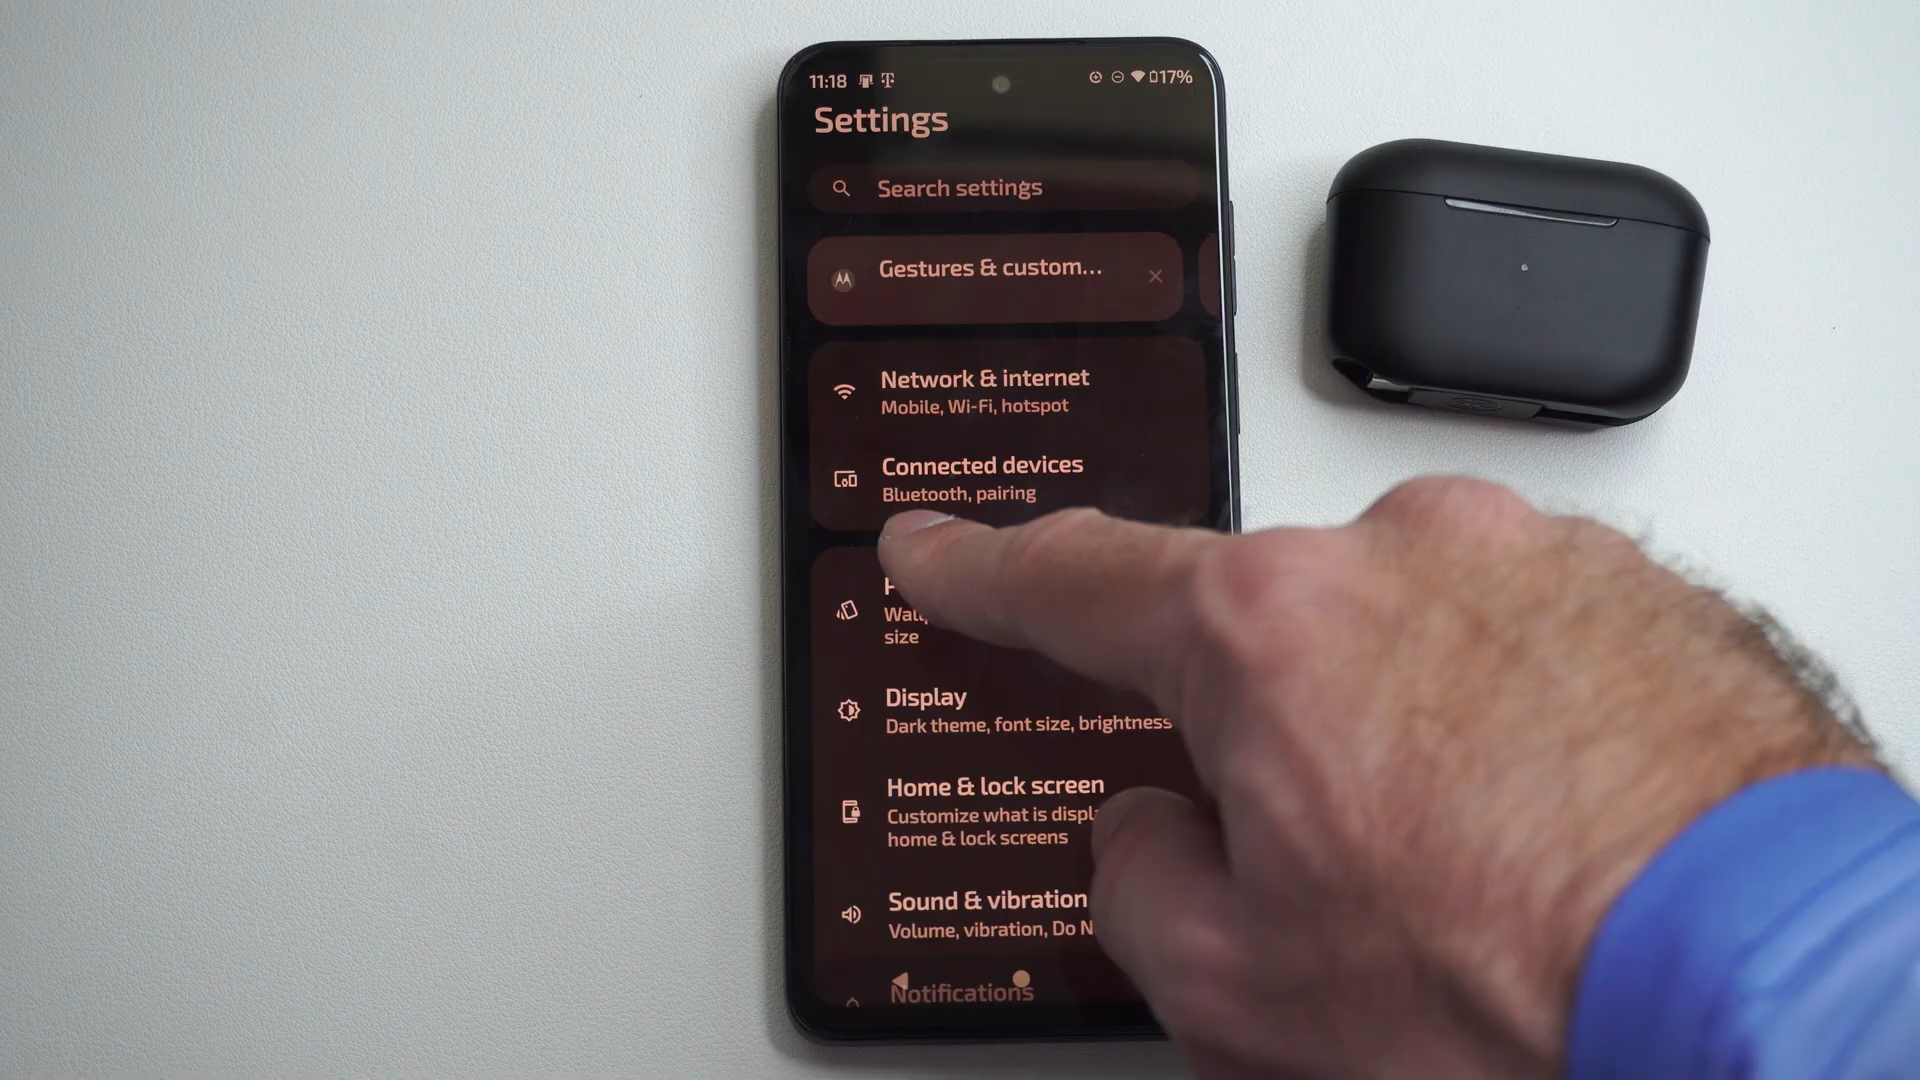 11:18
17%
Settings
Search settings
Gestures & custom...
Network & internet
Mobile, Wi-Fi, hotspot
Connected devices
Bluetooth, pairing
size
Display
Dark theme, font size, brightness
Home & lock screen
Customize what is
home & lock screens
Sound & vibration
Volume, vibration, Do
Notifications